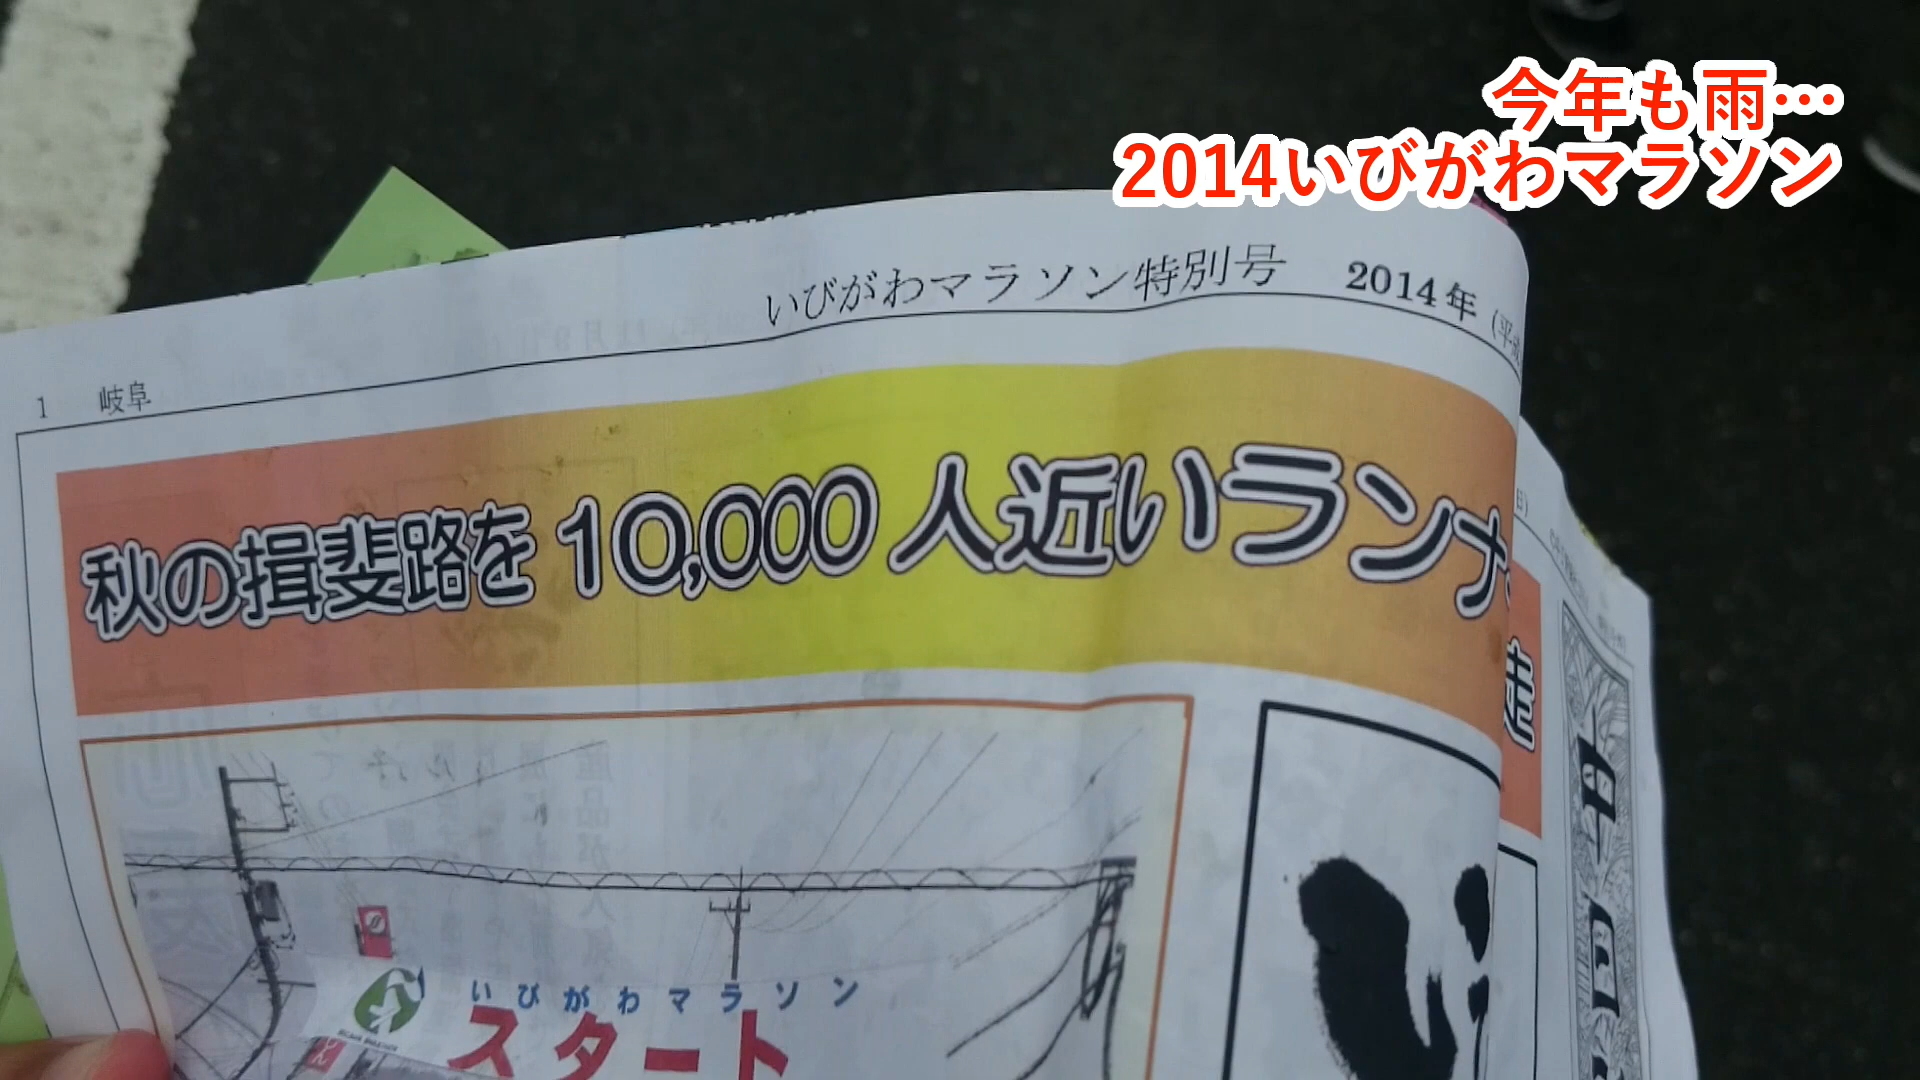 今年も雨…
2014いびがわマラソン
いびがわマラソン特別号 2014年 (平成
1 岐阜
秋の揖斐路を10,000人近いランナ
走
いびがわマラソン
スタート